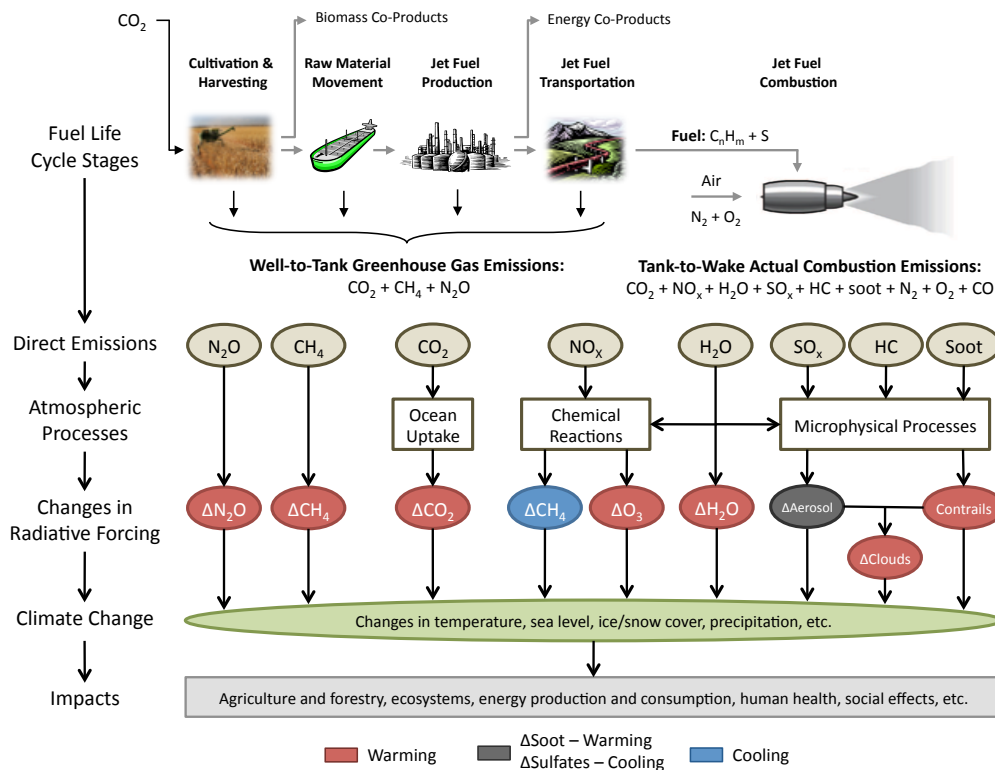 CO₂
Biomass Co-Products
Energy Co-Products
Cultivation &
Harvesting
Raw Material
Movement
Jet Fuel
Production
Jet Fuel
Transportation
Jet Fuel
Combustion
Fuel Life
Cycle Stages
Fuel: CₙHₘ + S
Air
N₂ + O₂
Well-to-Tank Greenhouse Gas Emissions:
CO₂ + CH₄ + N₂O
Tank-to-Wake Actual Combustion Emissions:
CO₂ + NOₓ + H₂O + SOₓ + HC + soot + N₂ + O₂ + CO
Direct Emissions
N₂O
CH₄
CO₂
NOₓ
H₂O
SOₓ
HC
Soot
Atmospheric
Processes
Ocean
Uptake
Chemical
Reactions
Microphysical Processes
Changes in
Radiative Forcing
ΔN₂O
ΔCH₄
ΔCO₂
ΔCH₄
ΔO₃
ΔH₂O
ΔAerosol
Contrails
ΔClouds
Climate Change
Changes in temperature, sea level, ice/snow cover, precipitation, etc.
Impacts
Agriculture and forestry, ecosystems, energy production and consumption, human health, social effects, etc.
Warming
ΔSoot – Warming
ΔSulfates – Cooling
Cooling